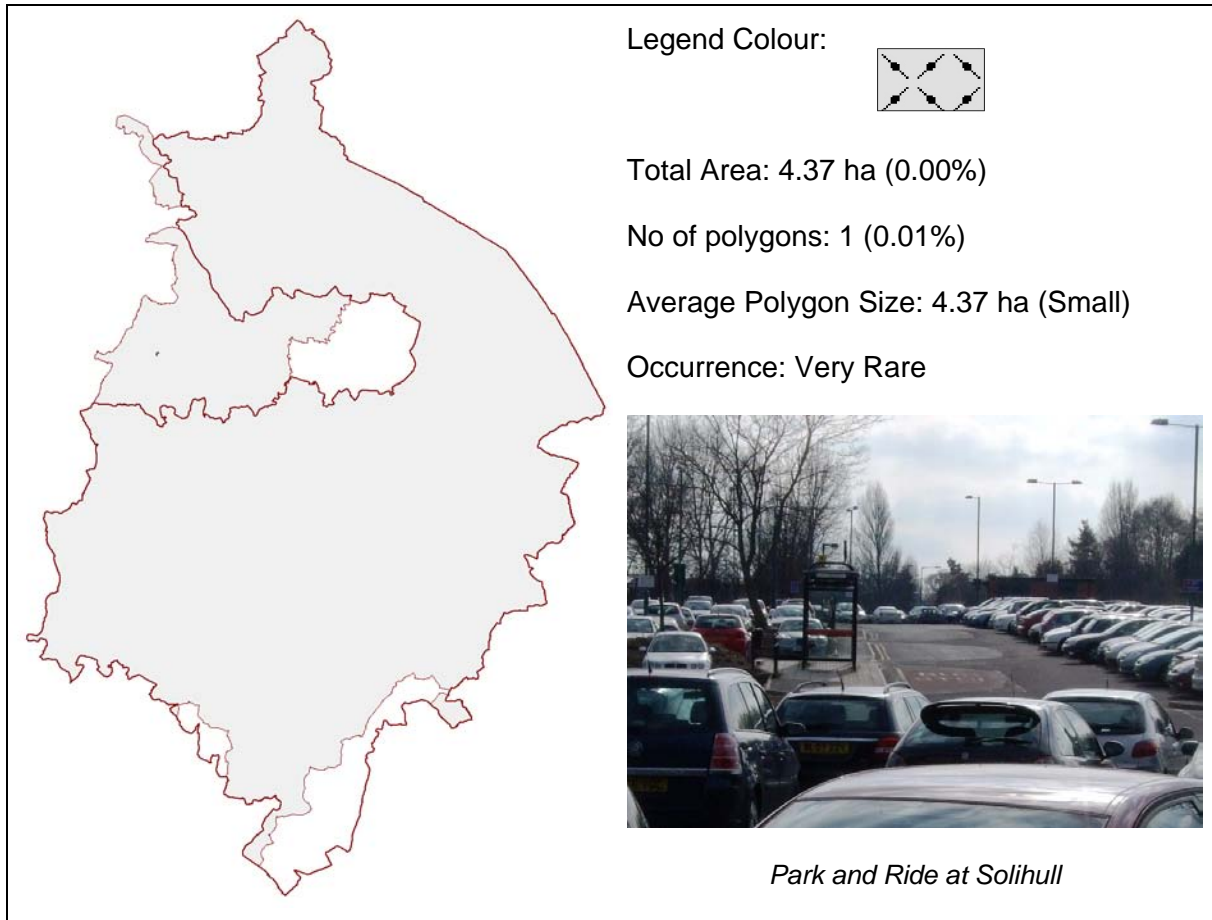 Legend Colour:
Total Area: 4.37 ha (0.00%)
No of polygons: 1 (0.01%)
Average Polygon Size: 4.37 ha (Small)
Occurrence: Very Rare
Park and Ride at Solihull